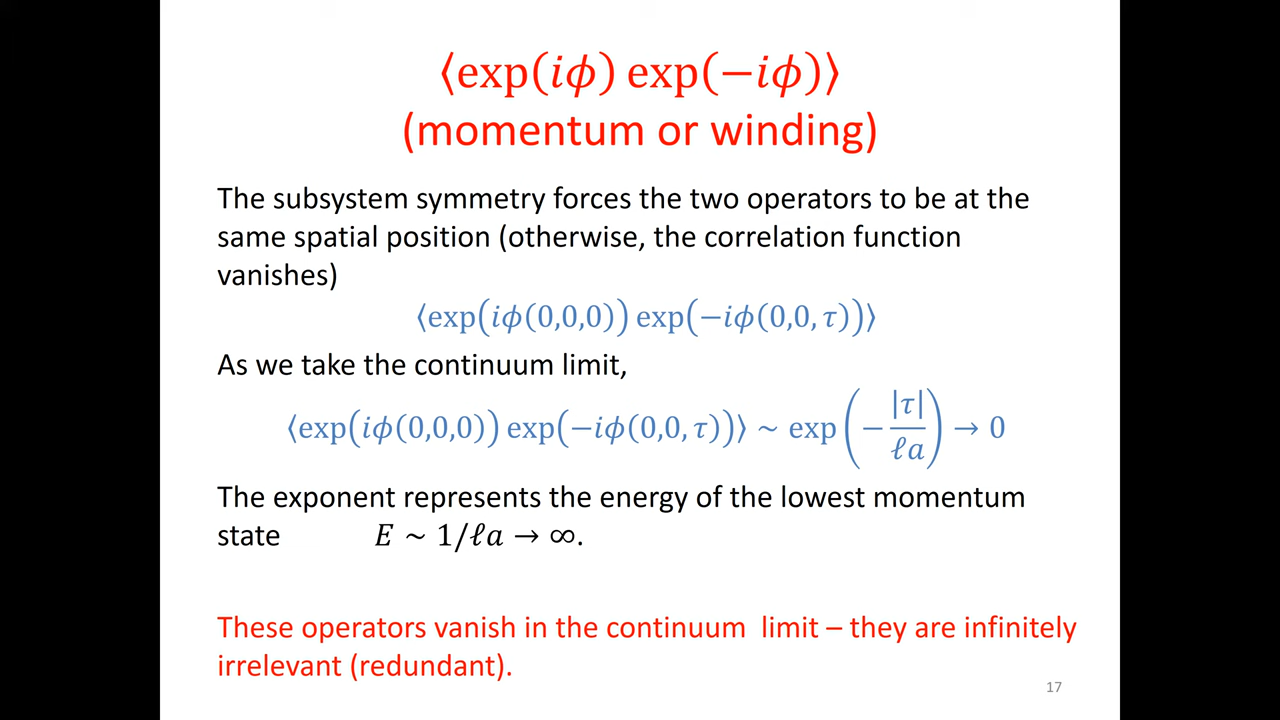 ⟨exp(𝑖𝜙) exp(−𝑖𝜙)⟩
(momentum or winding)
The subsystem symmetry forces the two operators to be at the
same spatial position (otherwise, the correlation function
vanishes)
⟨exp(𝑖𝜙(0,0,0)) exp(−𝑖𝜙(0,0,𝜏))⟩
As we take the continuum limit,
⟨exp(𝑖𝜙(0,0,0)) exp(−𝑖𝜙(0,0,𝜏))⟩ ~ exp(−|𝜏|/ℓ𝑎) → 0
The exponent represents the energy of the lowest momentum
state 𝐸 ~ 1/ℓ𝑎 → ∞.
These operators vanish in the continuum limit – they are infinitely
irrelevant (redundant).
17